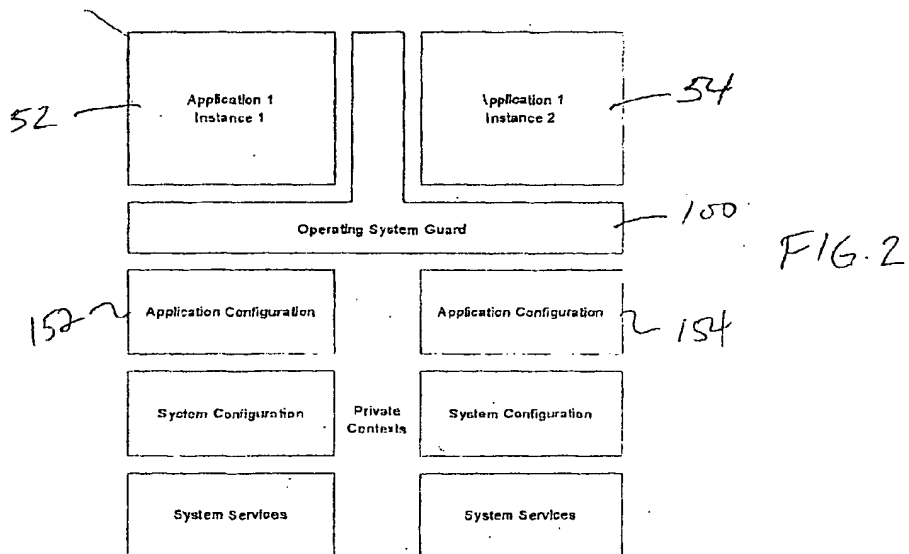 Application 1
Instance 1
Application 1
Instance 2
52
54
Operating System Guard
100
FIG. 2
152
Application Configuration
Application Configuration
154
System Configuration
Private
Contexts
System Configuration
System Services
System Services